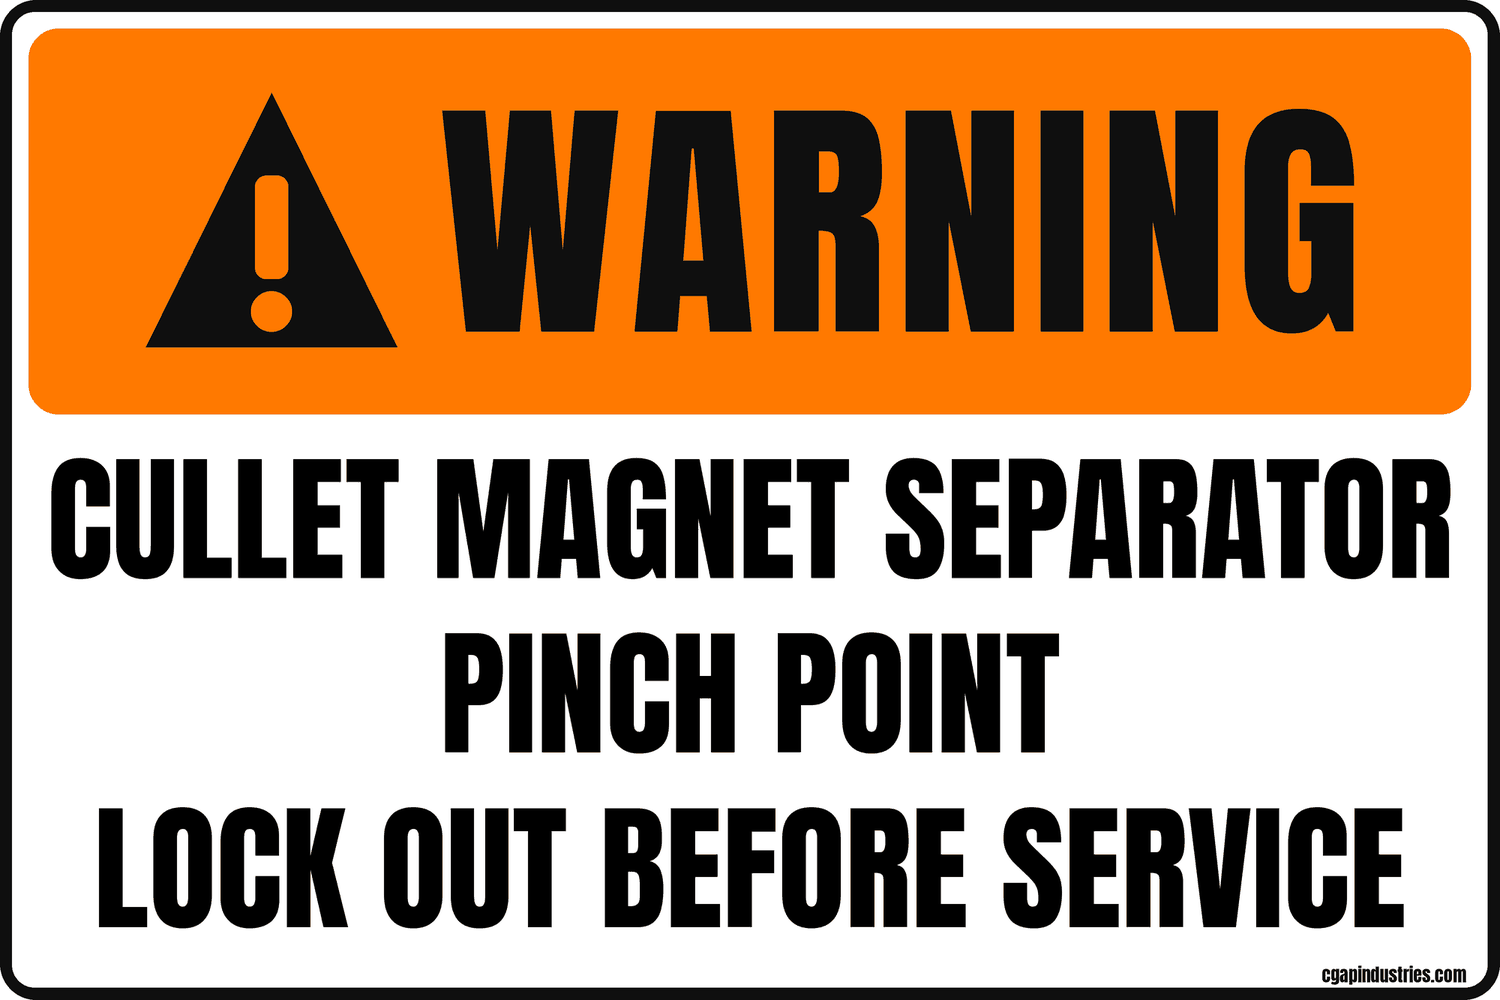 WARNING
CULLET MAGNET SEPARATOR
PINCH POINT
LOCK OUT BEFORE SERVICE
cgapindustries.com